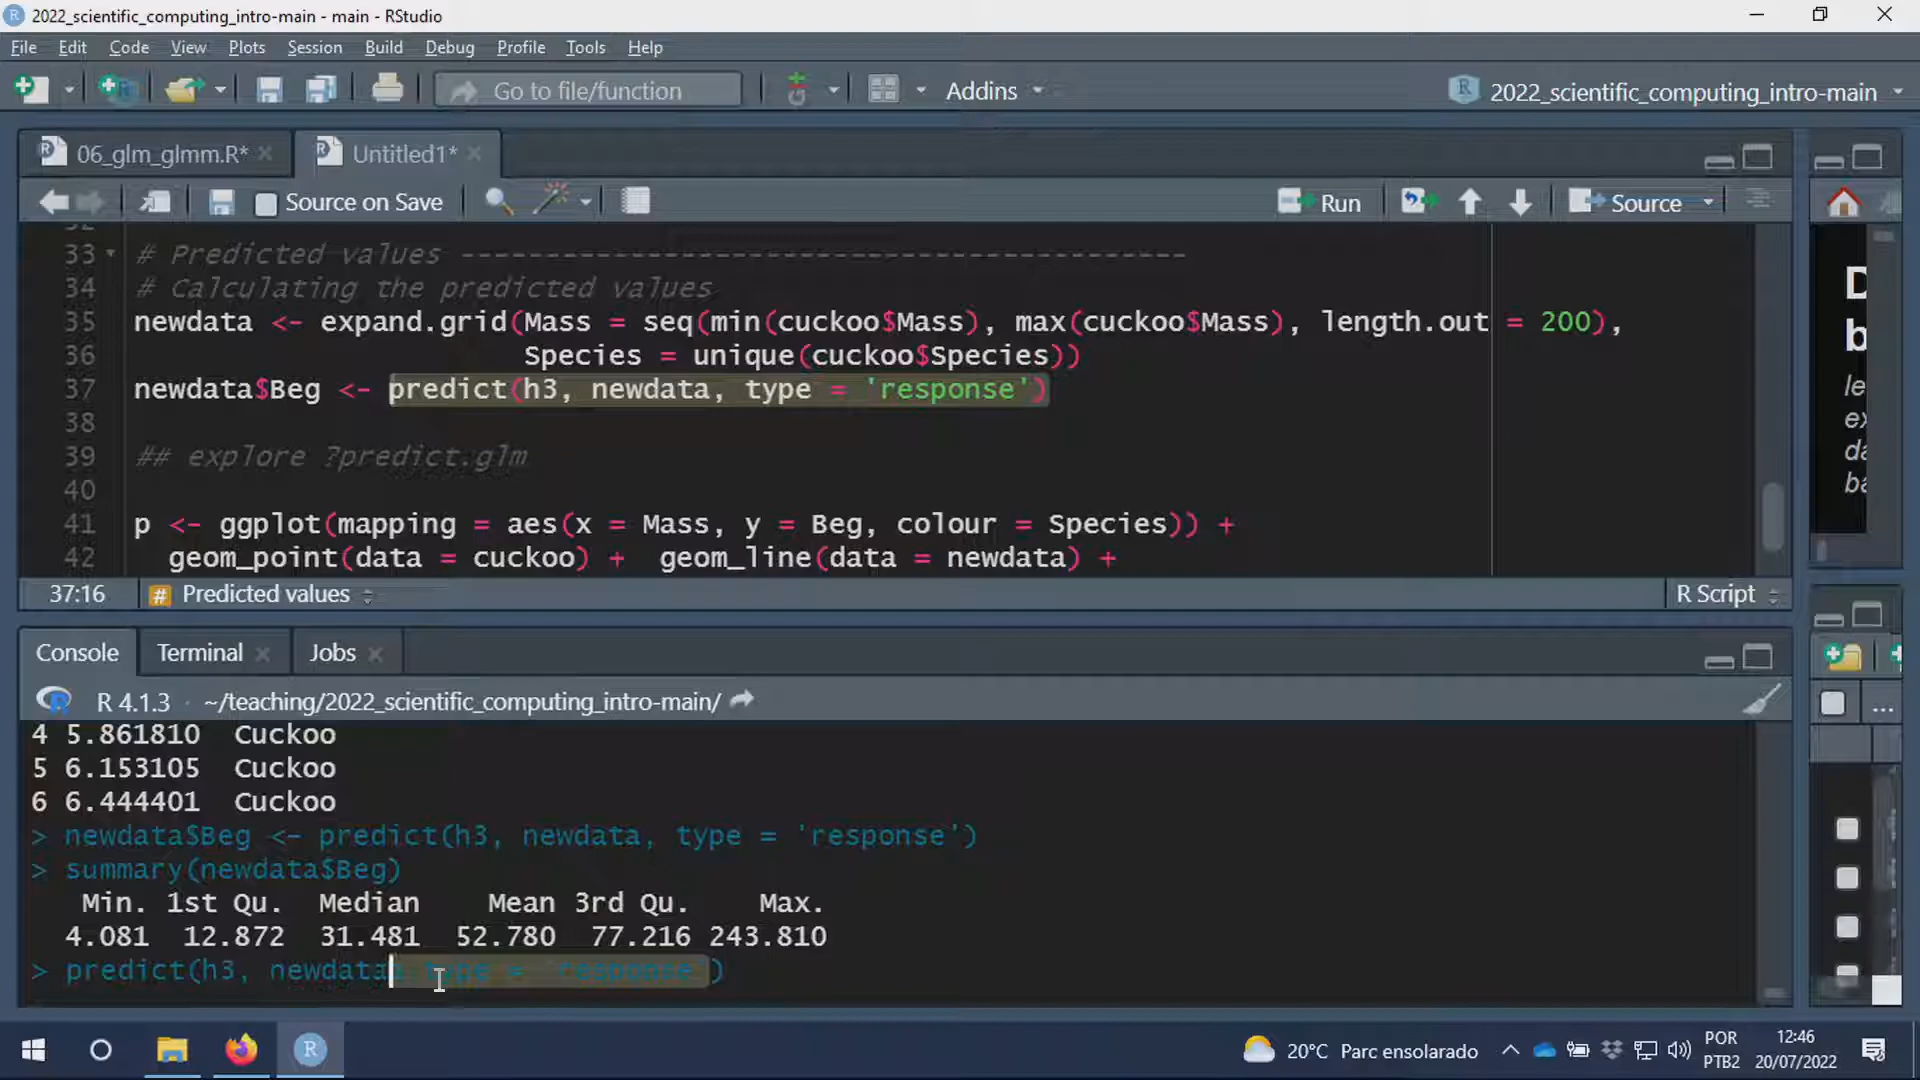 2022_scientific_computing_intro-main - main - RStudio
File Edit Code View Plots Session Build Debug Profile Tools Help
Go to file/function
Addins
2022_scientific_computing_intro-main
06_glm_glmm.R*
Untitled1*
Source on Save
Run
Source
33 # Predicted values -------------------------------------------
34 # Calculating the predicted values
35 newdata <- expand.grid(Mass = seq(min(cuckoo$Mass), max(cuckoo$Mass), length.out = 200),
36 Species = unique(cuckoo$Species))
37 newdata$Beg <- predict(h3, newdata, type = 'response')
38
39 ## explore ?predict.glm
40
41 p <- ggplot(mapping = aes(x = Mass, y = Beg, colour = Species)) +
42 geom_point(data = cuckoo) + geom_line(data = newdata) +
37:16 # Predicted values
R Script
Console Terminal Jobs
R 4.1.3 · ~/teaching/2022_scientific_computing_intro-main/
4 5.861810 Cuckoo
5 6.153105 Cuckoo
6 6.444401 Cuckoo
> newdata$Beg <- predict(h3, newdata, type = 'response')
> summary(newdata$Beg)
Min. 1st Qu. Median Mean 3rd Qu. Max.
4.081 12.872 31.481 52.780 77.216 243.810
> predict(h3, newdata, type = 'response')
...
20°C Parc ensolarado
POR
PTB2
12:46
20/07/2022